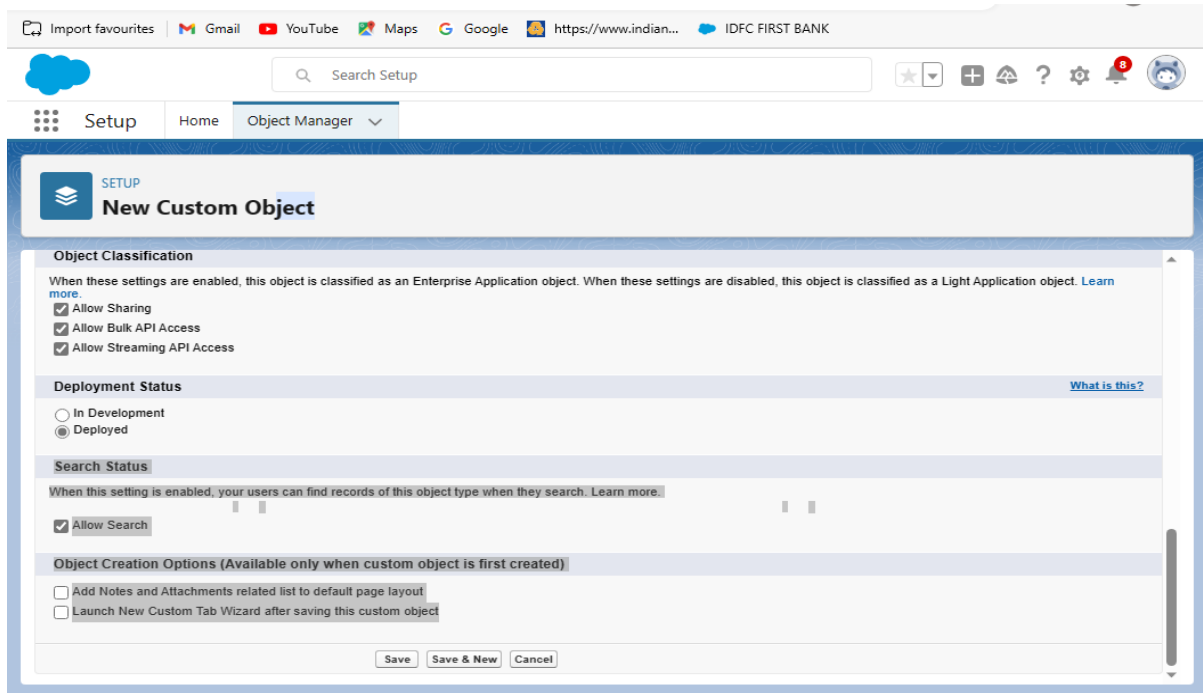 Import favourites
Gmail
YouTube
Maps
Google
https://www.indian...
IDFC FIRST BANK
Search Setup
8
Setup
Home
Object Manager
SETUP
New Custom Object
Object Classification
When these settings are enabled, this object is classified as an Enterprise Application object. When these settings are disabled, this object is classified as a Light Application object. Learn
more.
Allow Sharing
Allow Bulk API Access
Allow Streaming API Access
Deployment Status
What is this?
In Development
Deployed
Search Status
When this setting is enabled, your users can find records of this object type when they search. Learn more.
Allow Search
Object Creation Options (Available only when custom object is first created)
Add Notes and Attachments related list to default page layout
Launch New Custom Tab Wizard after saving this custom object
Save
Save & New
Cancel